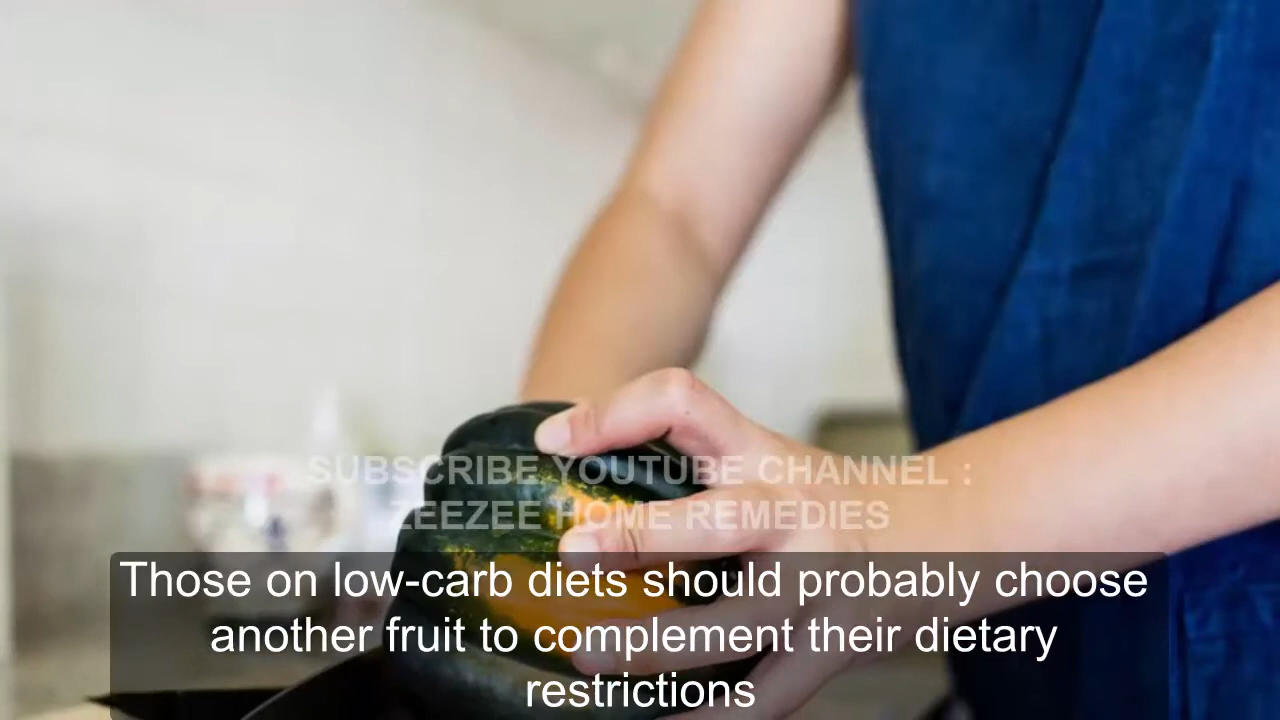 SUBSCRIBE YOUTUBE CHANNEL :
ZEEZEE HOME REMEDIES
Those on low-carb diets should probably choose
another fruit to complement their dietary
restrictions